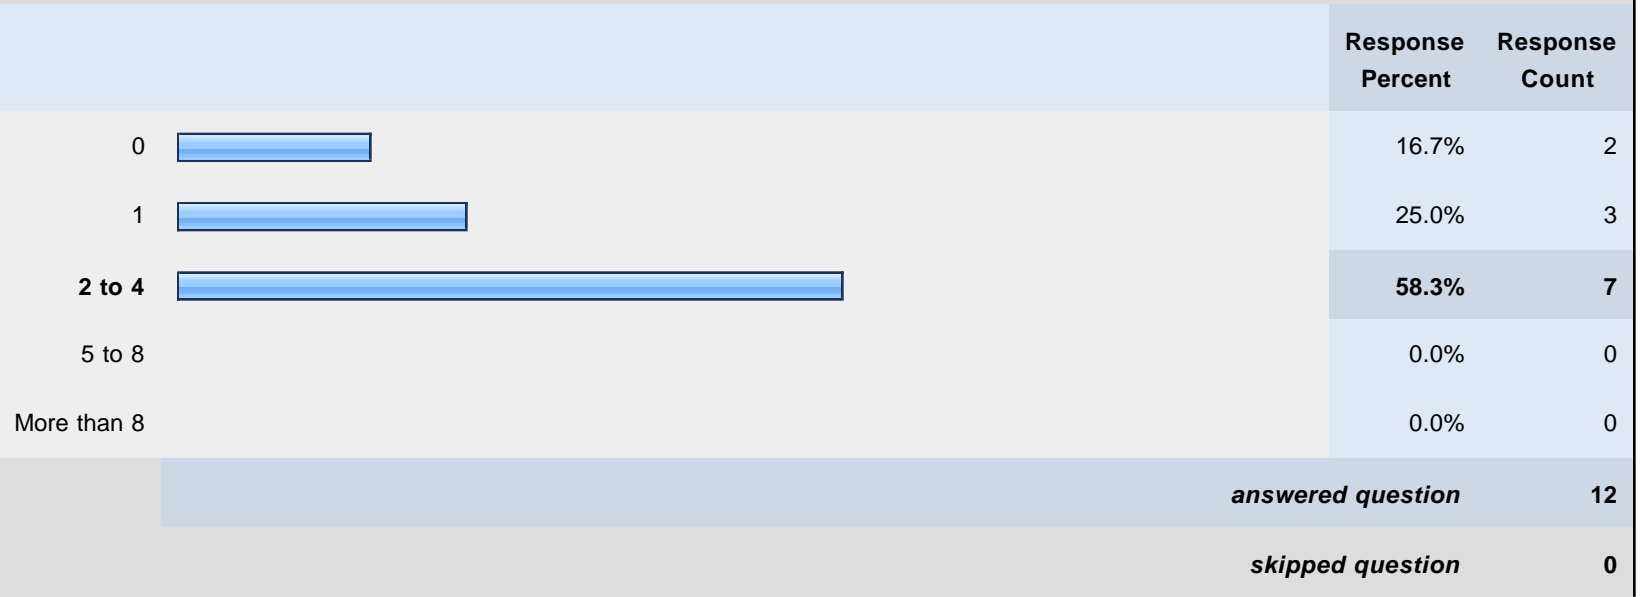 Response Percent Response Count
0 16.7% 2
1 25.0% 3
2 to 4 58.3% 7
5 to 8 0.0% 0
More than 8 0.0% 0
answered question 12
skipped question 0